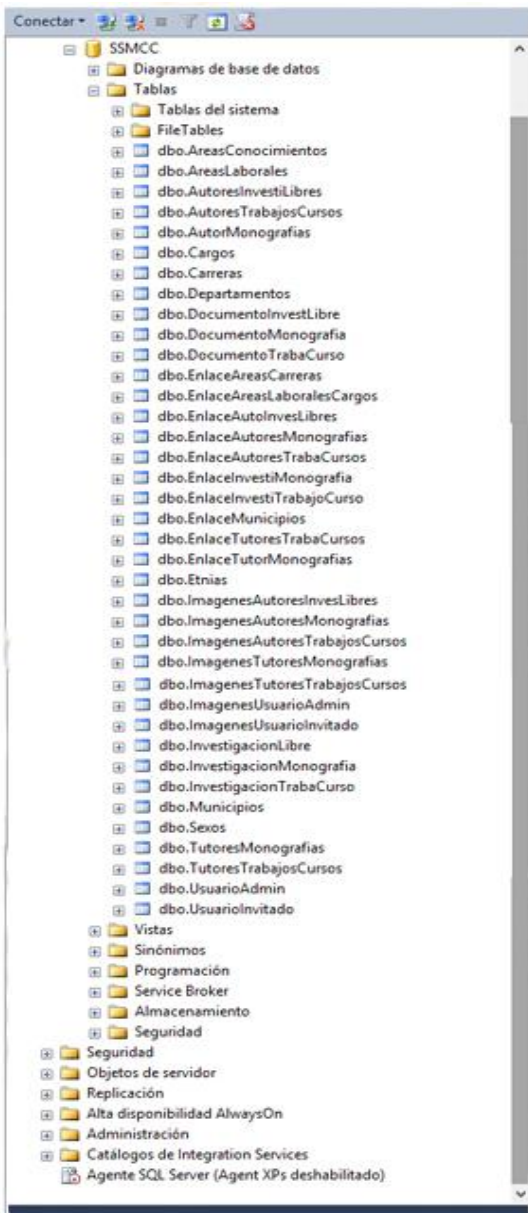 Conectar
SSMCC
Diagramas de base de datos
Tablas
Tablas del sistema
FileTables
dbo.AreasConocimientos
dbo.AreasLaborales
dbo.AutoresInvestiLibres
dbo.AutoresTrabajosCursos
dbo.AutorMonografias
dbo.Cargos
dbo.Carreras
dbo.Departamentos
dbo.DocumentoInvestLibre
dbo.DocumentoMonografia
dbo.DocumentoTrabaCurso
dbo.EnlaceAreasCarreras
dbo.EnlaceAreasLaboralesCargos
dbo.EnlaceAutoInvesLibres
dbo.EnlaceAutoresMonografias
dbo.EnlaceAutoresTrabaCursos
dbo.EnlaceInvestiMonografia
dbo.EnlaceInvestiTrabajoCurso
dbo.EnlaceMunicipios
dbo.EnlaceTutoresTrabaCursos
dbo.EnlaceTutorMonografias
dbo.Etnias
dbo.ImagenesAutoresInvesLibres
dbo.ImagenesAutoresMonografias
dbo.ImagenesAutoresTrabajosCursos
dbo.ImagenesTutoresMonografias
dbo.ImagenesTutoresTrabajosCursos
dbo.ImagenesUsuarioAdmin
dbo.ImagenesUsuarioInvitado
dbo.InvestigacionLibre
dbo.InvestigacionMonografia
dbo.InvestigacionTrabaCurso
dbo.Municipios
dbo.Sexos
dbo.TutoresMonografias
dbo.TutoresTrabajosCursos
dbo.UsuarioAdmin
dbo.UsuarioInvitado
Vistas
Sinónimos
Programación
Service Broker
Almacenamiento
Seguridad
Seguridad
Objetos de servidor
Replicación
Alta disponibilidad AlwaysOn
Administración
Catálogos de Integration Services
Agente SQL Server (Agent XPs deshabilitado)